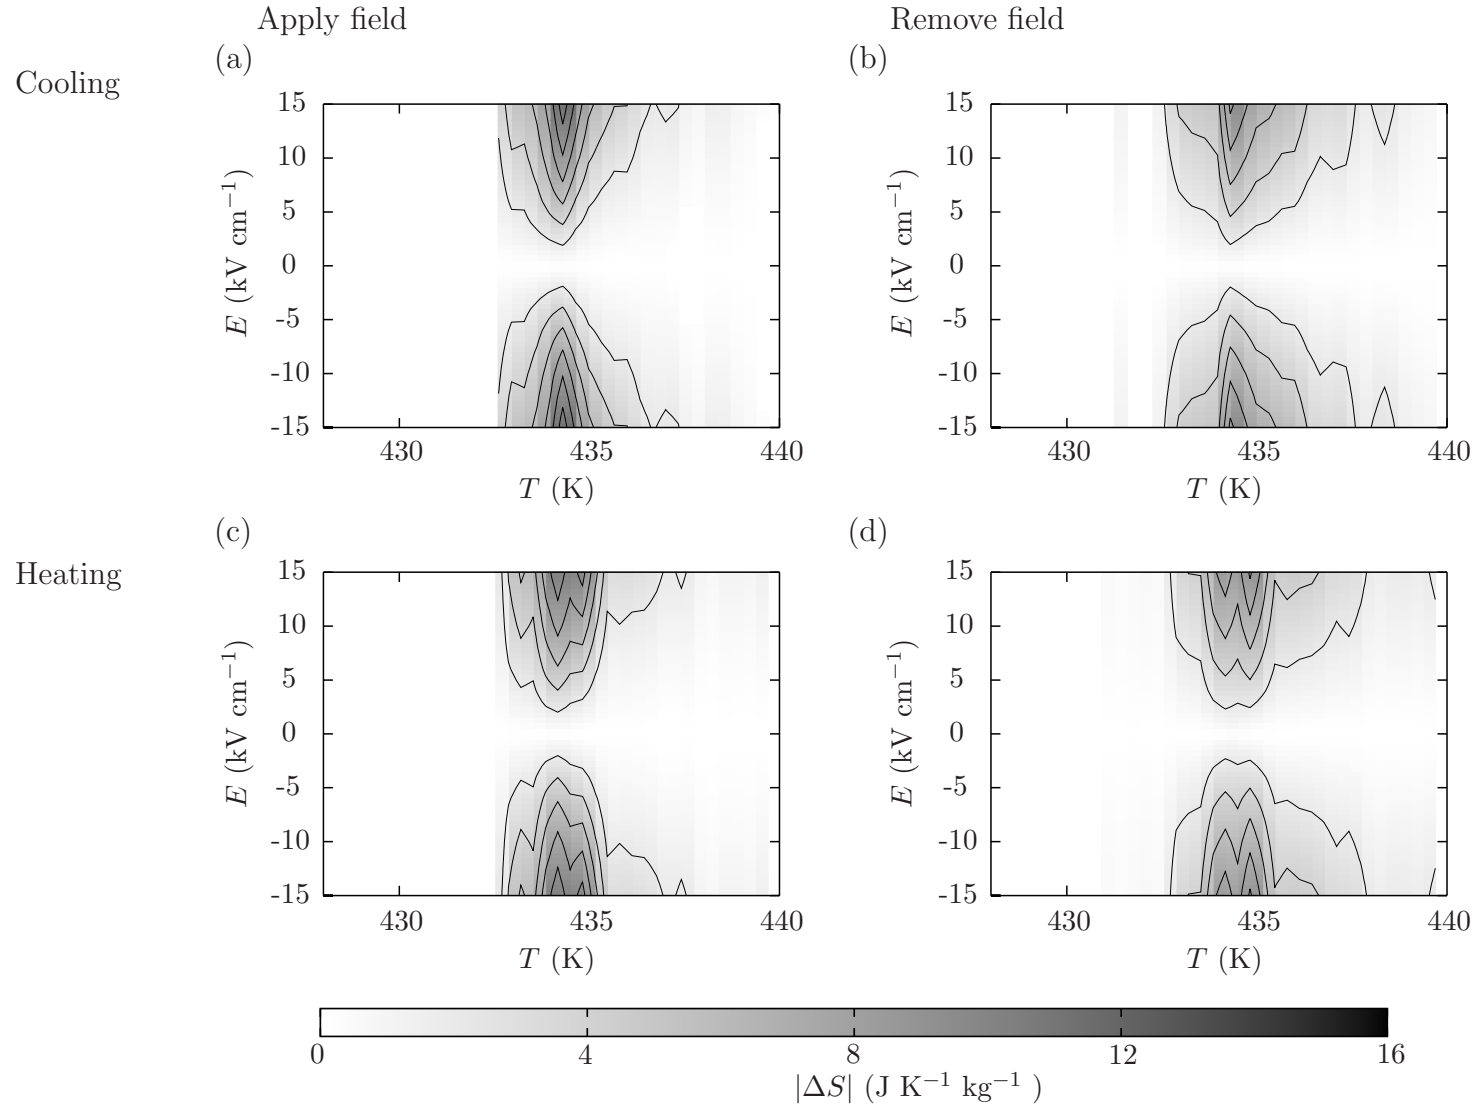 Apply field
Remove field
(a)
(b)
Cooling
15
10
5
0
-5
-10
-15
E (kV cm⁻¹)
430
435
440
T (K)
15
10
5
0
-5
-10
-15
E (kV cm⁻¹)
430
435
440
T (K)
(c)
(d)
Heating
15
10
5
0
-5
-10
-15
E (kV cm⁻¹)
430
435
440
T (K)
15
10
5
0
-5
-10
-15
E (kV cm⁻¹)
430
435
440
T (K)
0
4
8
12
16
|ΔS| (J K⁻¹ kg⁻¹ )